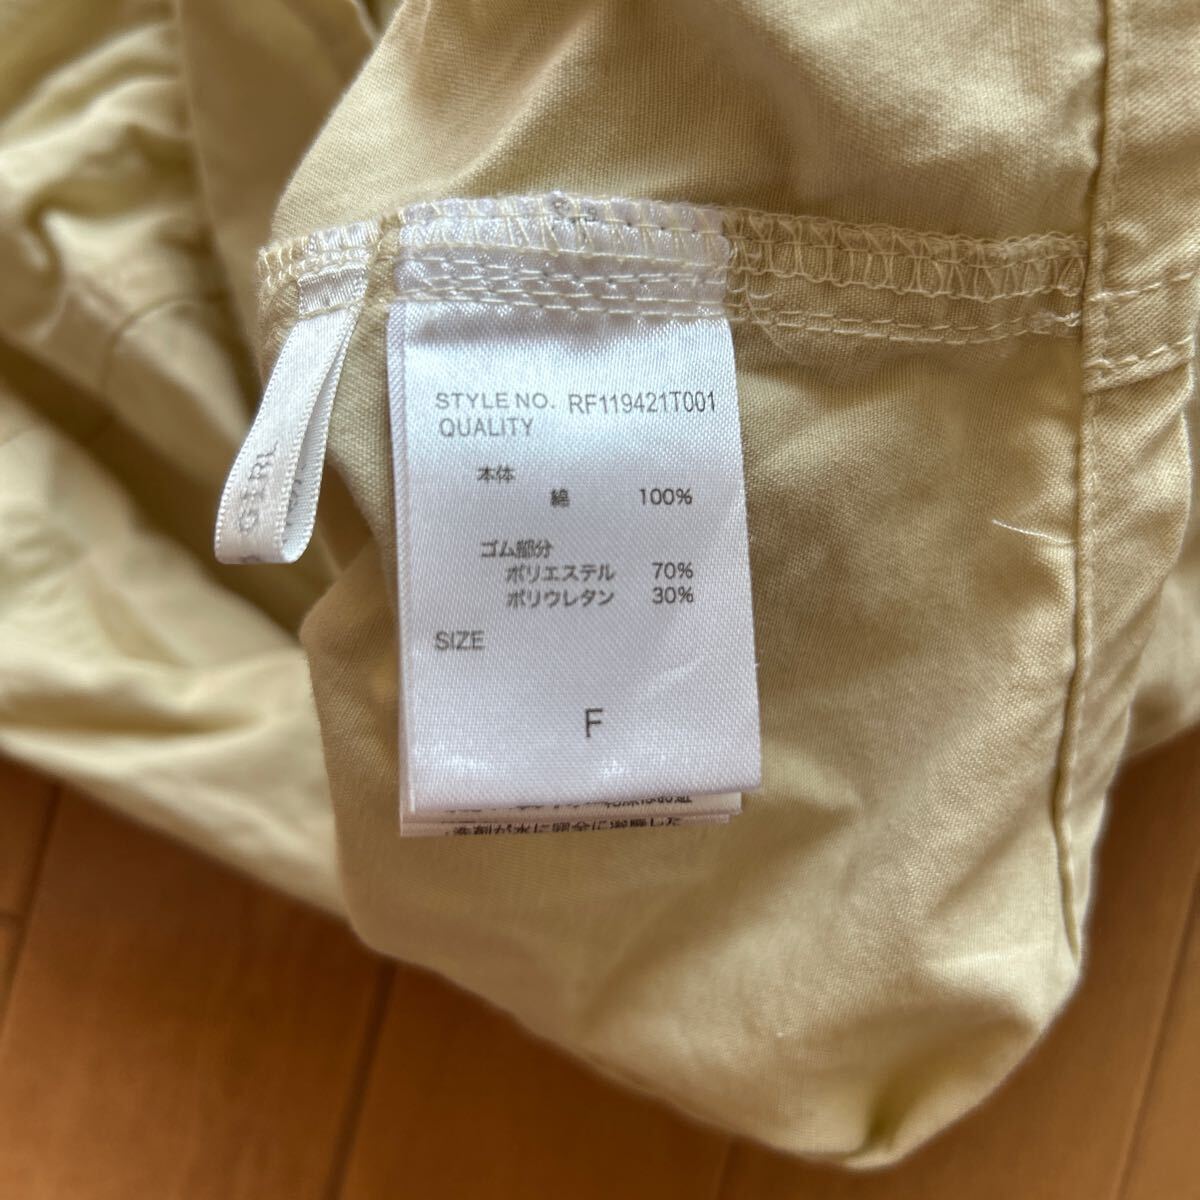 STYLE NO. RF119421T001
QUALITY
本体
綿 100%
ゴム部分
ポリエステル 70%
ポリウレタン 30%
SIZE
F
GIRL